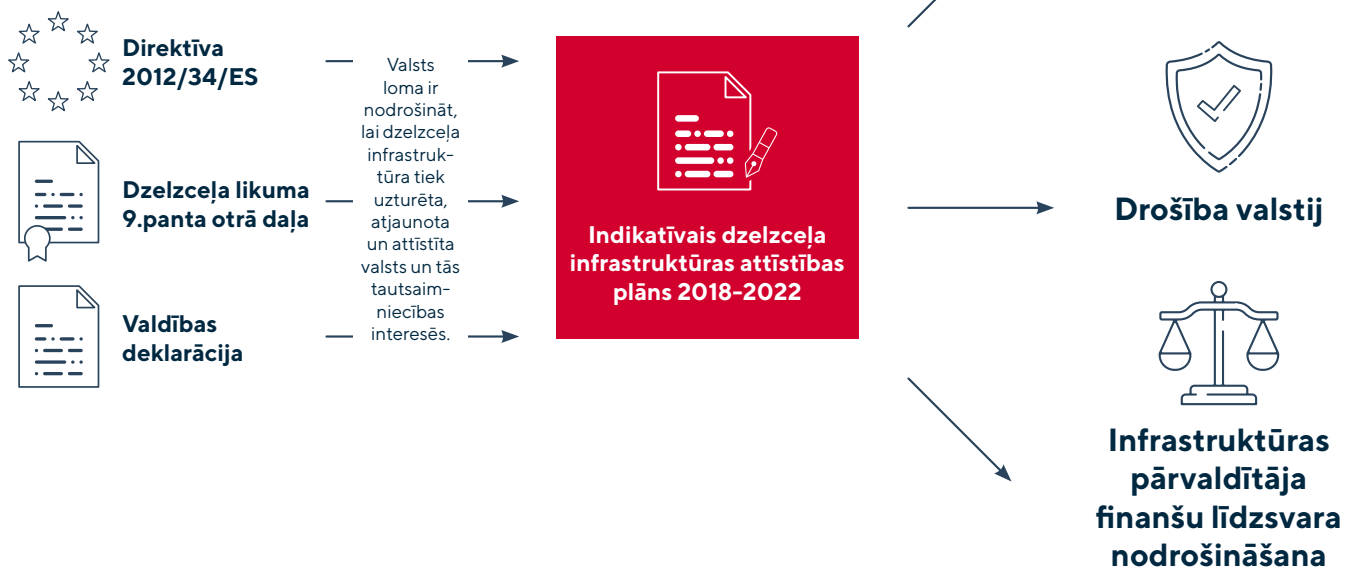 Direktīva
2012/34/ES
Dzelzceļa likuma
9.panta otrā daļa
Valdības
deklarācija
Valsts
loma ir
nodrošināt,
lai dzelzceļa
infrastruk-
tūra tiek
uzturēta,
atjaunota
un attīstīta
valsts un tās
tautsaim-
niecības
interesēs.
Indikatīvais dzelzceļa
infrastruktūras attīstības
plāns 2018-2022
Drošība valstij
Infrastruktūras
pārvaldītāja
finanšu līdzsvara
nodrošināšana